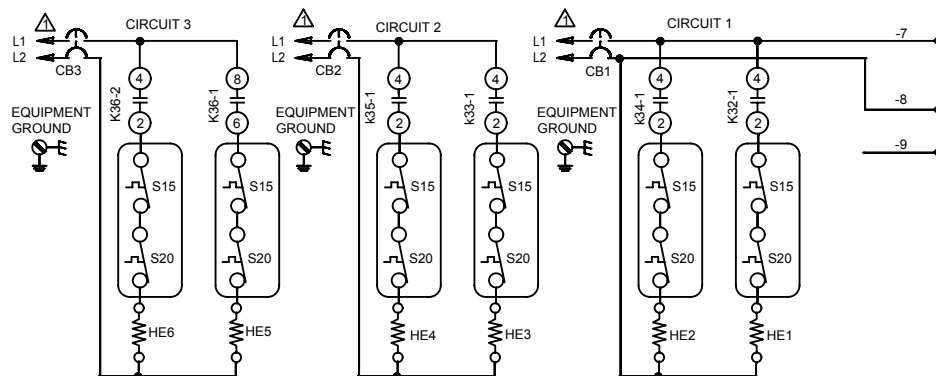 1 CIRCUIT 3 1 CIRCUIT 2 1 CIRCUIT 1
L1 L1 L1 -7
L2 L2 L2
CB3 CB2 CB1
4 8 4 4 4 4
K36-2 K36-1 k35-1 k33-1 k34-1 K32-1
-8
EQUIPMENT GROUND
EQUIPMENT GROUND
EQUIPMENT GROUND
2 6 2 2 2 2
-9
S15 S15 S15 S15 S15 S15
S20 S20 S20 S20 S20 S20
HE6 HE5 HE4 HE3 HE2 HE1